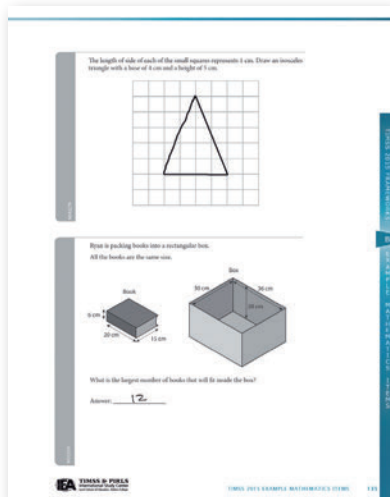 The length of side of each of the small squares represents 1 cm. Draw an isosceles
triangle with a base of 4 cm and a height of 5 cm.
Ryan is packing books into a rectangular box.
All the books are the same size.
Box
Book
30 cm
36 cm
20 cm
6 cm
20 cm
15 cm
What is the largest number of books that will fit inside the box?
Answer: 12
IEA
TIMSS & PIRLS
International Study Center
TIMSS 2015 EXAMPLE MATHEMATICS ITEMS